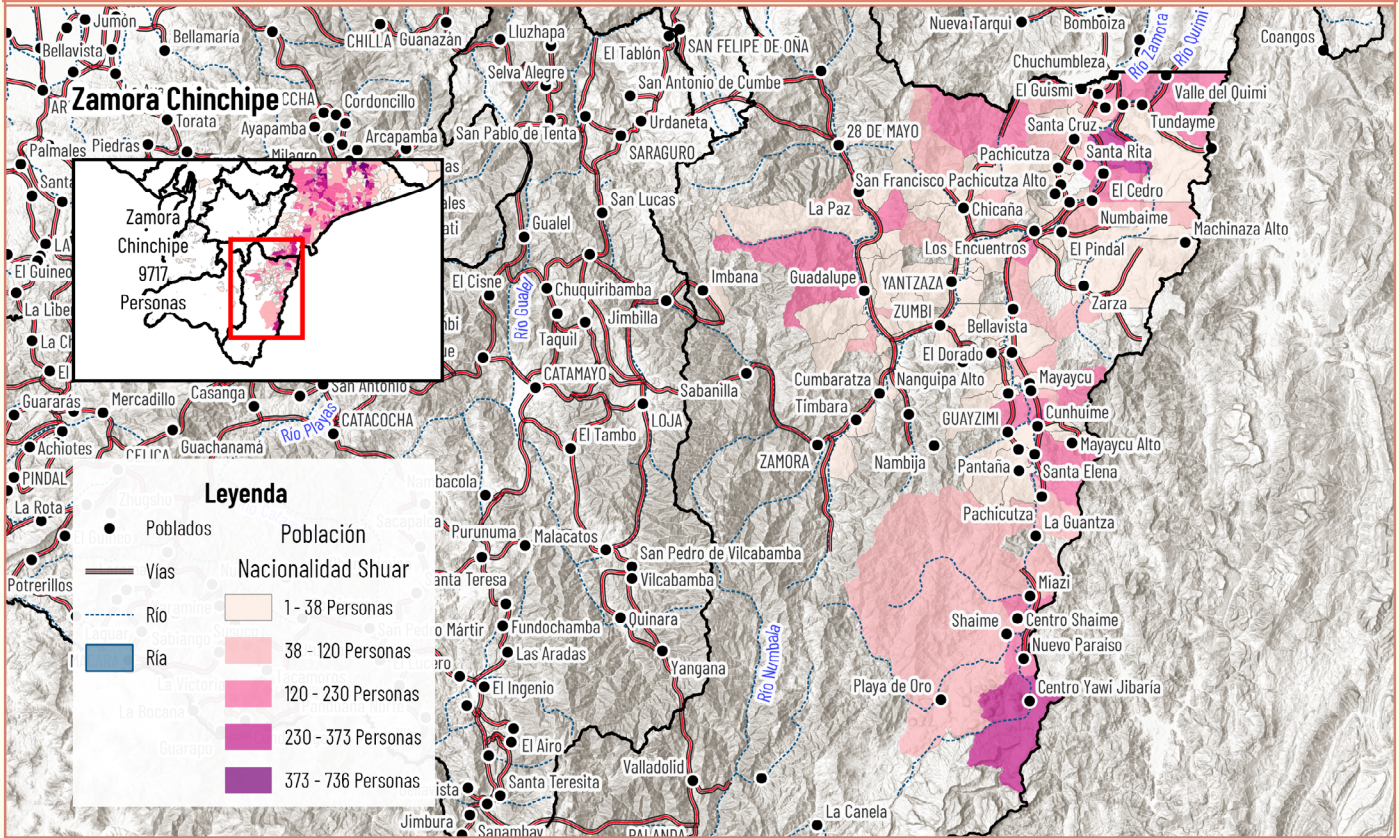 Jumón
Bellavista
Bellamaría
CHILLA
Guanazán
Lluzhapa
El Tablón
SAN FELIPE DE OÑA
Selva Alegre
San Antonio de Cumbe
Nueva Tarqui
Bomboiza
Río Zamora
Río Quimi
Coangos
Chuchumbleza
El Guismi
Valle del Quimi
Zamora Chinchipe
Cordoncillo
Torata
Ayapamba
Arcapamba
San Pablo de Tenta
Urdaneta
28 DE MAYO
Santa Cruz
Tundayme
Palmales
Piedras
Milagro
SARAGURO
Pachicutza
Santa Rita
San Francisco Pachicutza Alto
El Cedro
San Lucas
La Paz
Chicaña
Numbaime
Zamora
Chinchipe
9717
Personas
Gualel
Machinaza Alto
Los Encuentros
El Pindal
El Guineo
El Cisne
Río Gualel
Chuquiribamba
Imbana
Guadalupe
YANTZAZA
Zarza
Jimbilla
ZUMBI
Bellavista
Taquil
El Dorado
CATAMAYO
Sabanilla
Cumbaratza
Nanguipa Alto
Mayaycu
San Antonio
Guararás
Mercadillo
Casanga
Río Playas
CATACOCHA
LOJA
Timbara
GUAYZIMI
Cunhuime
Achiotes
Guachanamá
El Tambo
Mayaycu Alto
CELICA
ZAMORA
Nambija
Pantaña
Santa Elena
PINDAL
Nambacola
La Rota
Pachicutza
La Guantza
Purunuma
Malacatos
San Pedro de Vilcabamba
Potrerillos
Santa Teresa
Vilcabamba
Miazi
Quinara
Shaime
Centro Shaime
San Pedro Mártir
Fundochamba
Nuevo Paraiso
Las Aradas
Yangana
Río Numbala
El Ingenio
Playa de Oro
Centro Yawi Jibaría
El Airo
Valladolid
Santa Teresita
La Canela
Jimbura
Sanambay
PALANDA
Leyenda
Poblados
Vías
Río
Ría
Población
Nacionalidad Shuar
1 - 38 Personas
38 - 120 Personas
120 - 230 Personas
230 - 373 Personas
373 - 736 Personas